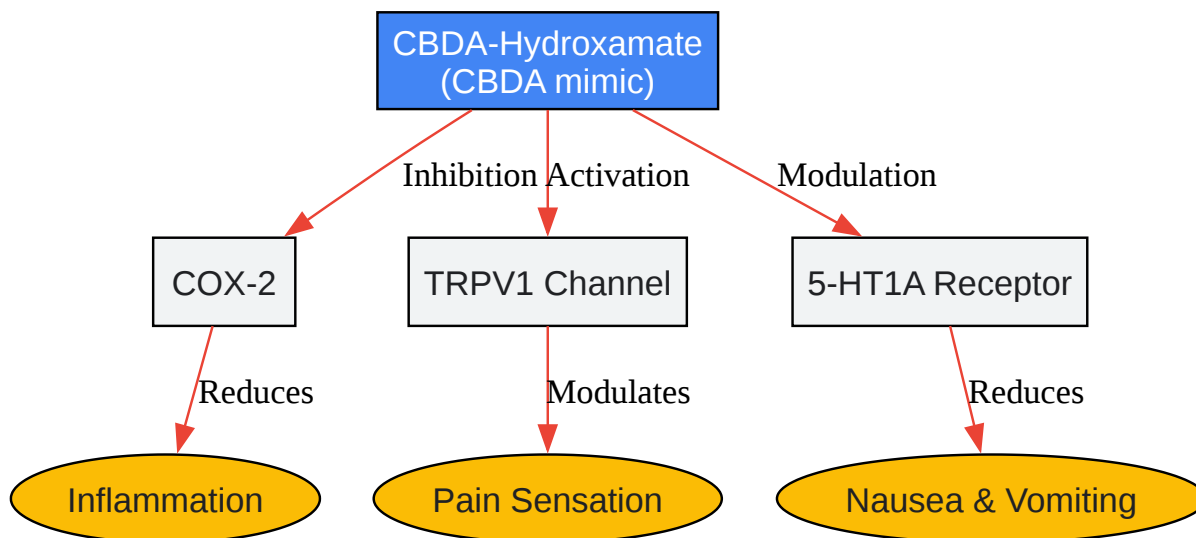 CBDA-Hydroxamate
(CBDA mimic)
Inhibition Activation Modulation
COX-2 TRPV1 Channel 5-HT1A Receptor
Reduces Modulates Reduces
Inflammation Pain Sensation Nausea & Vomiting